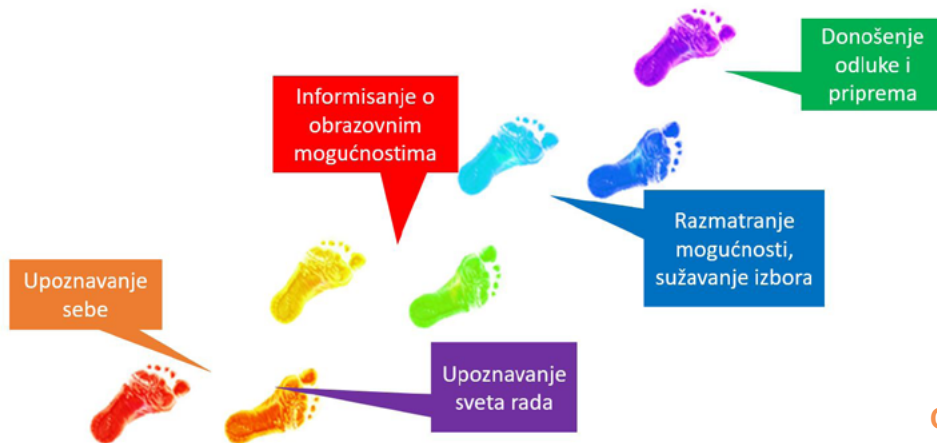 Donošenje
odluke i
priprema
Informisanje o
obrazovnim
mogućnostima
Razmatranje
mogućnosti,
sužavanje izbora
Upoznavanje
sebe
Upoznavanje
sveta rada